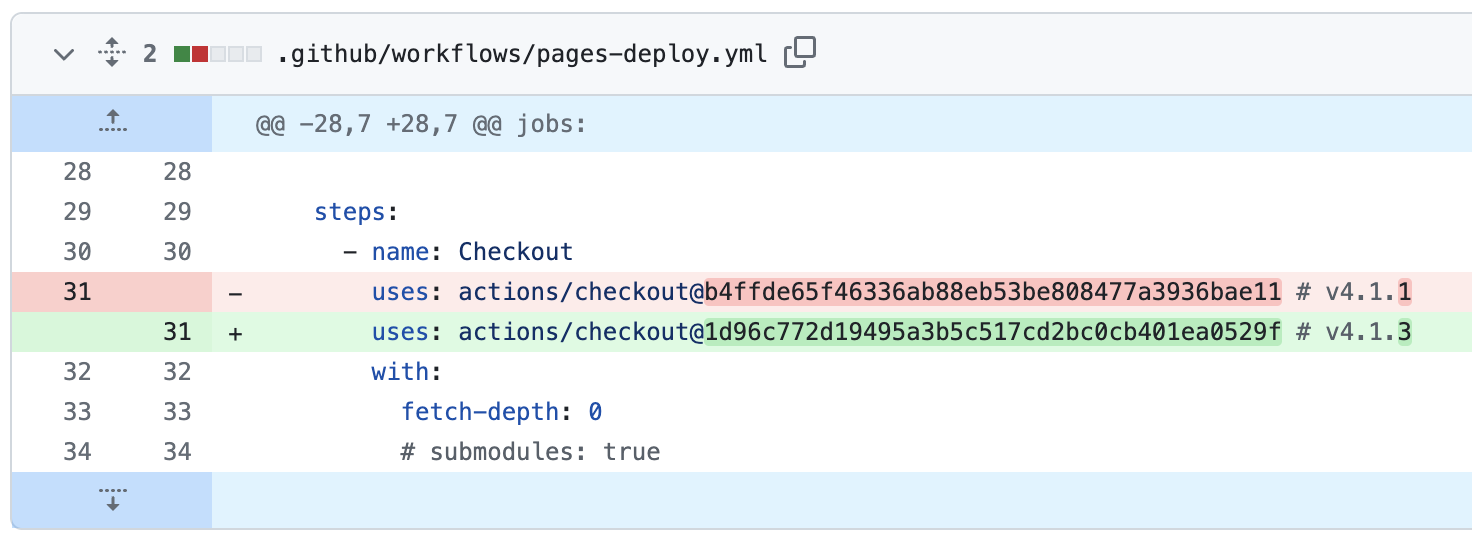 2 .github/workflows/pages-deploy.yml
@@ -28,7 +28,7 @@ jobs:
28 28
29 29 steps:
30 30 - name: Checkout
31 - uses: actions/checkout@b4ffde65f46336ab88eb53be808477a3936bae11 # v4.1.1
31 + uses: actions/checkout@1d96c772d19495a3b5c517cd2bc0cb401ea0529f # v4.1.3
32 32 with:
33 33 fetch-depth: 0
34 34 # submodules: true